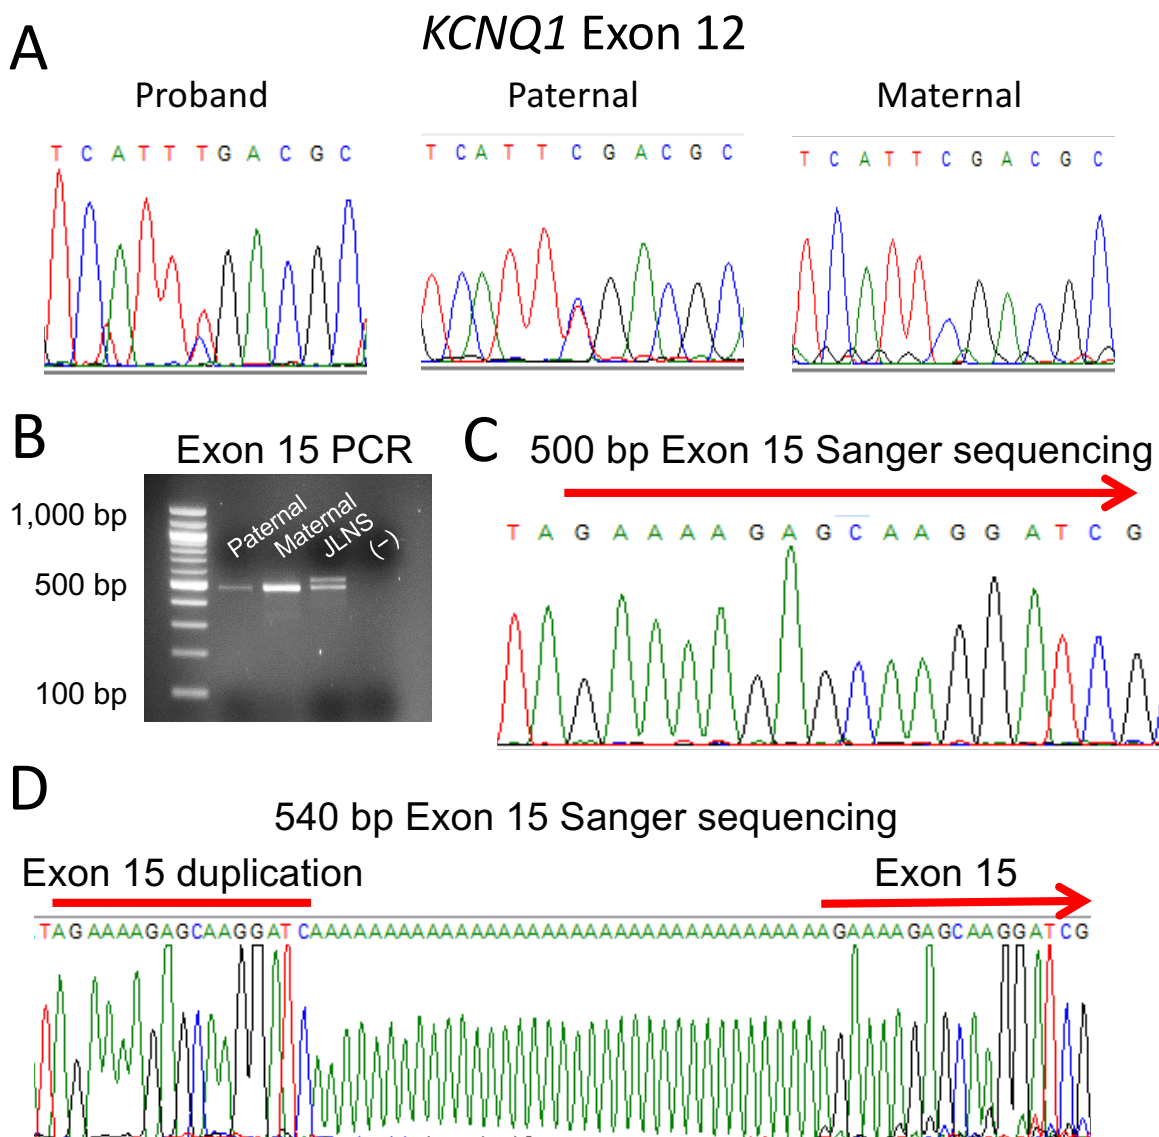 A
KCNQ1 Exon 12
Proband
Paternal
Maternal
T C A T T T G A C G C
T C A T T C G A C G C
T C A T T C G A C G C
B
Exon 15 PCR
1,000 bp
500 bp
100 bp
Paternal
Maternal
JLNS
(−)
C
500 bp Exon 15 Sanger sequencing
T A G A A A A G A G C A A G G A T C G
D
540 bp Exon 15 Sanger sequencing
Exon 15 duplication
Exon 15
.TAGAAAAGAGCAAGGATCAAAAAAAAAAAAAAAAAAAAAAAAAAAAAAAAAAAAGAAAAGAGCAAGGATCG